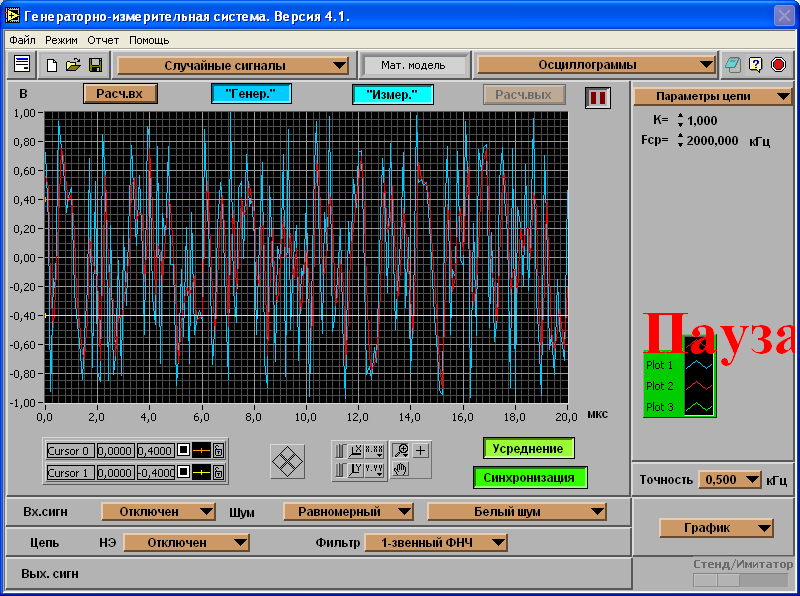 Генераторно-измерительная система. Версия 4.1.
Файл Режим Отчет Помощь
Случайные сигналы Мат. модель Осциллограммы
В Расч.вх "Генер." "Измер." Расч.вых Параметры цепи
K= 1,000
Fср= 2000,000 кГц
1,00
0,80
0,60
0,40
0,20
0,00
-0,20
-0,40
-0,60
-0,80
-1,00
0,0 2,0 4,0 6,0 8,0 10,0 12,0 14,0 16,0 18,0 20,0 мкс
Пауза
Plot 1
Plot 2
Plot 3
Cursor 0 0,0000 0,4000
Cursor 1 0,0000 -0,4000
X X.XX
Y Y.YY
Усреднение
Синхронизация
Точность 0,500 кГц
Вх.сигн Отключен Шум Равномерный Белый шум
График
Цепь НЭ Отключен Фильтр 1-звенный ФНЧ
Стенд/Имитатор
Вых. сигн